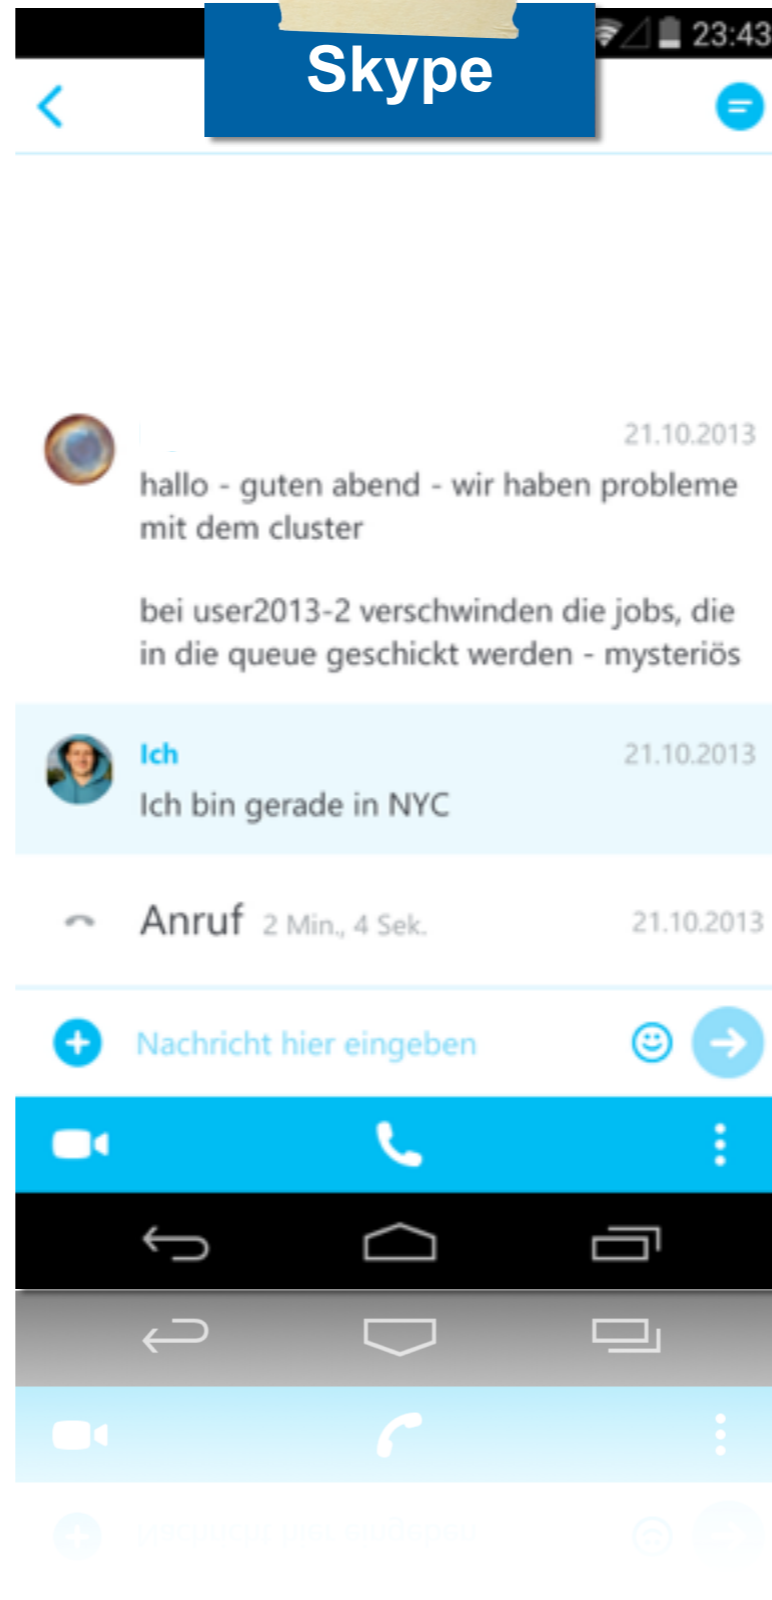 Skype
23:43
21.10.2013
hallo - guten abend - wir haben probleme
mit dem cluster
bei user2013-2 verschwinden die jobs, die
in die queue geschickt werden - mysteriös
Ich
21.10.2013
Ich bin gerade in NYC
Anruf 2 Min., 4 Sek.
21.10.2013
Nachricht hier eingeben